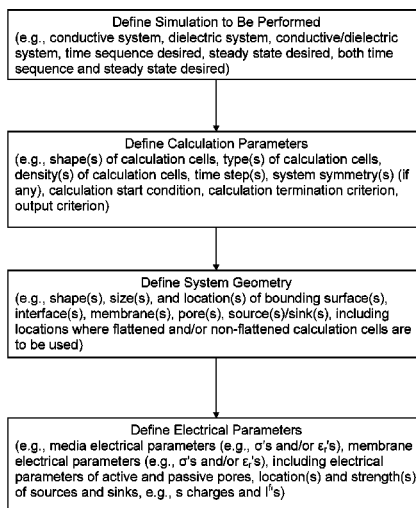 Define Simulation to Be Performed
(e.g., conductive system, dielectric system, conductive/dielectric
system, time sequence desired, steady state desired, both time
sequence and steady state desired)
Define Calculation Parameters
(e.g., shape(s) of calculation cells, type(s) of calculation cells,
density(s) of calculation cells, time step(s), system symmetry(s) (if
any), calculation start condition, calculation termination criterion,
output criterion)
Define System Geometry
(e.g., shape(s), size(s), and location(s) of bounding surface(s),
interface(s), membrane(s), pore(s), source(s)/sink(s), including
locations where flattened and/or non-flattened calculation cells are
to be used)
Define Electrical Parameters
(e.g., media electrical parameters (e.g., σ's and/or εᵣ's), membrane
electrical parameters (e.g., σ's and/or εᵣ's), including electrical
parameters of active and passive pores, location(s) and strength(s)
of sources and sinks, e.g., s charges and 's)